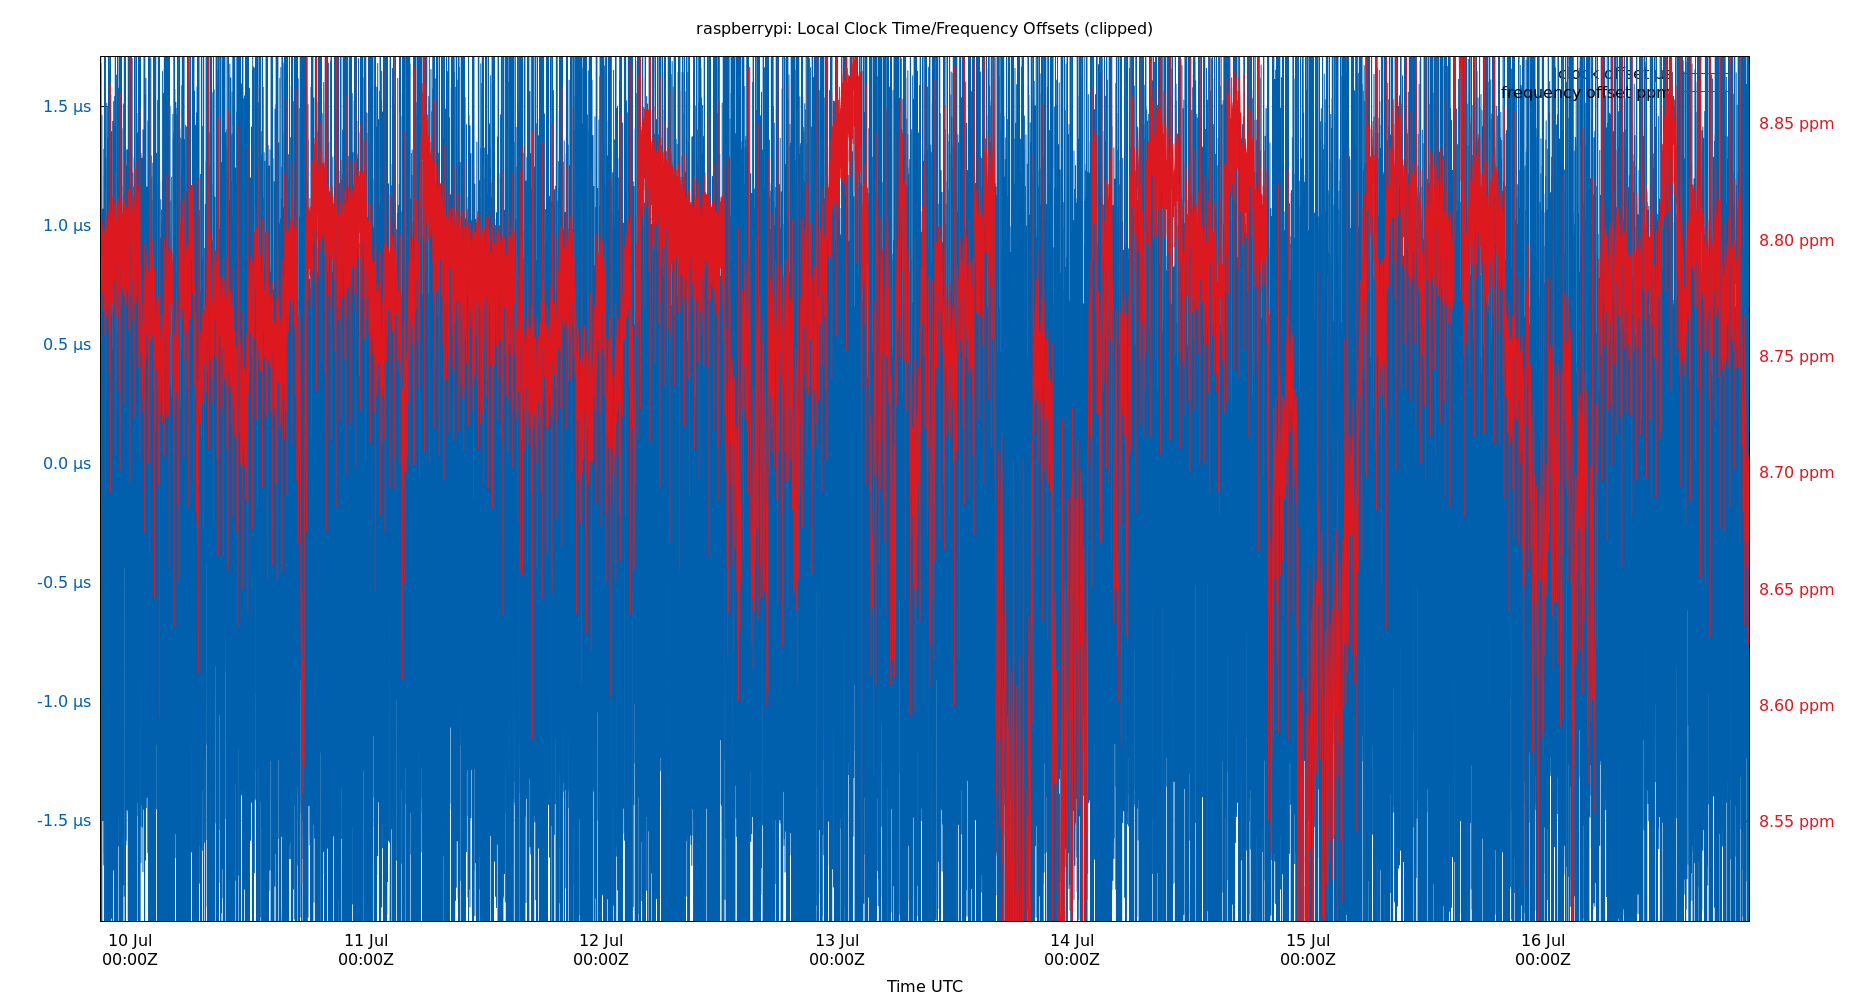 raspberrypi: Local Clock Time/Frequency Offsets (clipped)
clock offset us
frequency offset ppm
1.5 μs
1.0 μs
0.5 μs
0.0 μs
-0.5 μs
-1.0 μs
-1.5 μs
8.85 ppm
8.80 ppm
8.75 ppm
8.70 ppm
8.65 ppm
8.60 ppm
8.55 ppm
10 Jul
00:00Z
11 Jul
00:00Z
12 Jul
00:00Z
13 Jul
00:00Z
14 Jul
00:00Z
15 Jul
00:00Z
16 Jul
00:00Z
Time UTC